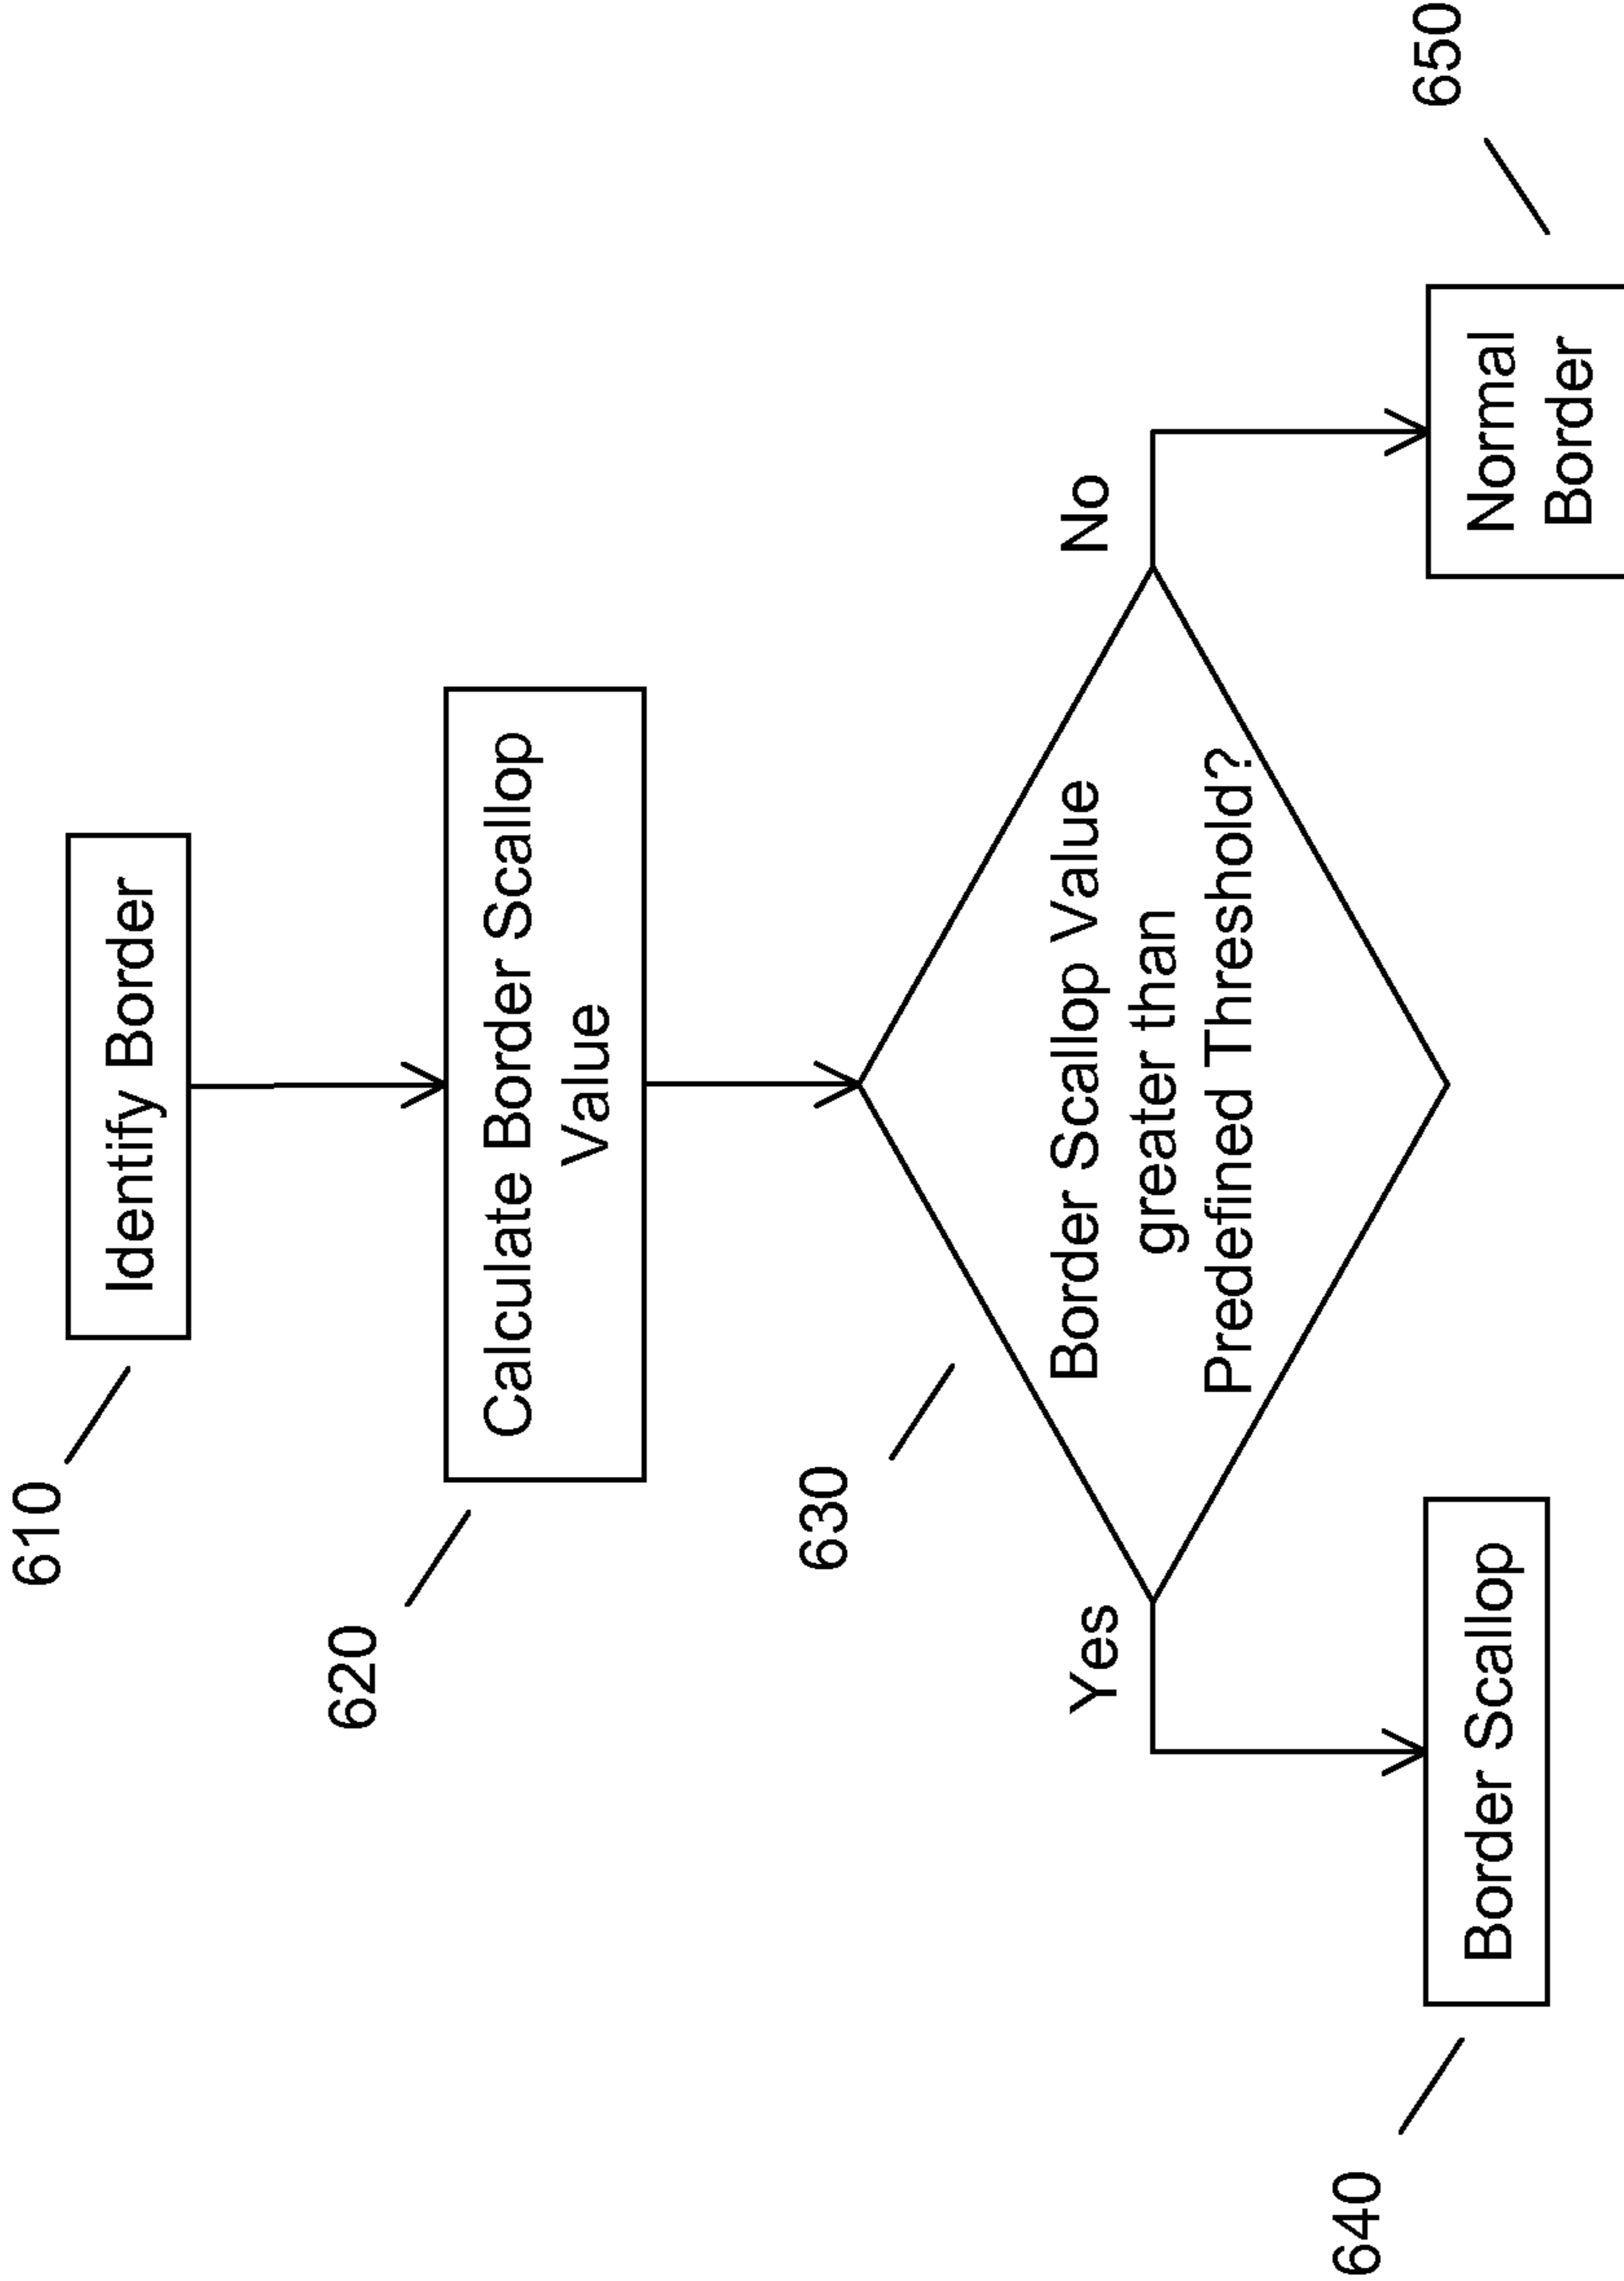 610
Identify Border
620
Calculate Border Scallop
Value
630
Border Scallop Value
greater than
Predefined Threshold?
Yes
No
640
Border Scallop
650
Normal
Border